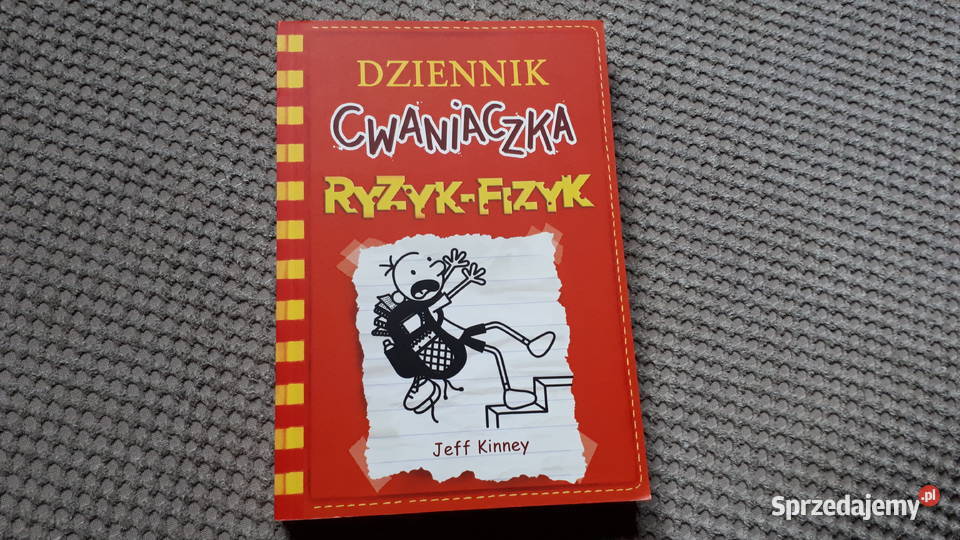 DZIENNIK
CWANIACZKA
RYZYK-FIZYK
Jeff Kinney
Sprzedajemy.pl